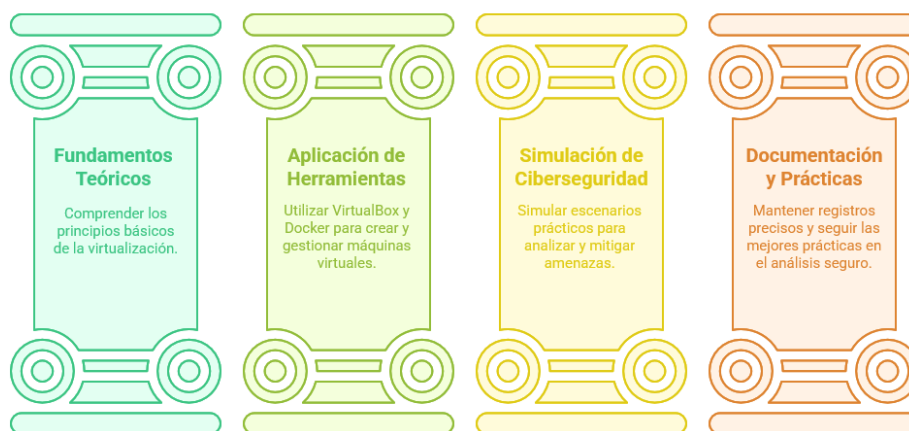 Fundamentos
Teóricos
Comprender los
principios básicos
de la virtualización.
Aplicación de
Herramientas
Utilizar VirtualBox y
Docker para crear y
gestionar máquinas
virtuales.
Simulación de
Ciberseguridad
Simular escenarios
prácticos para
analizar y mitigar
amenazas.
Documentación
y Prácticas
Mantener registros
precisos y seguir las
mejores prácticas en
el análisis seguro.